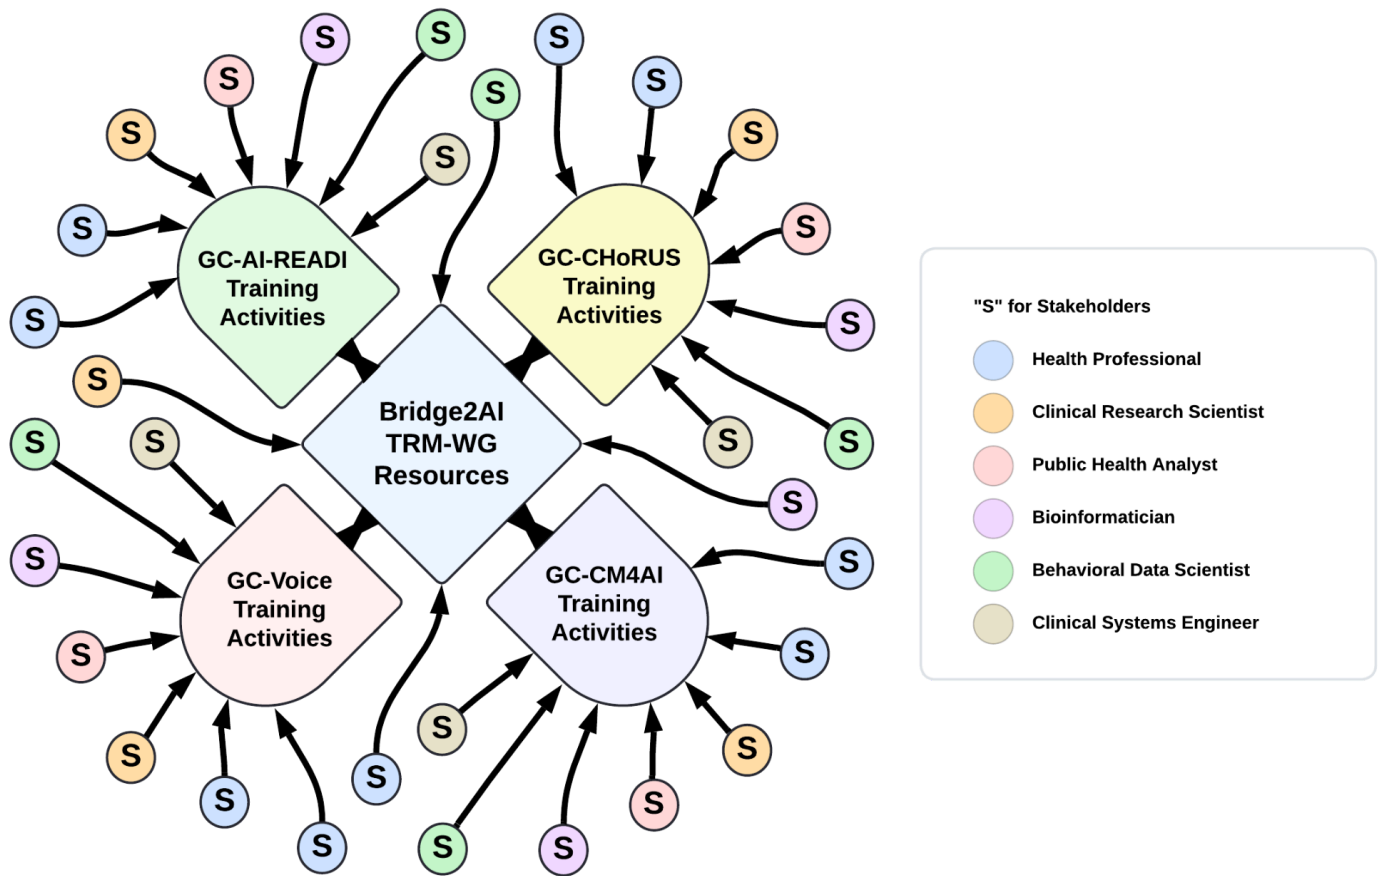 S
S
S
S
S
S
S
S
S
S
S
S
S
S
GC-AI-READI
Training
Activities
GC-CHoRUS
Training
Activities
S
S
S
S
S
S
S
Bridge2AI
TRM-WG
Resources
S
S
S
S
GC-Voice
Training
Activities
GC-CM4AI
Training
Activities
S
S
S
S
S
S
S
S
S
S
S
"S" for Stakeholders
Health Professional
Clinical Research Scientist
Public Health Analyst
Bioinformatician
Behavioral Data Scientist
Clinical Systems Engineer